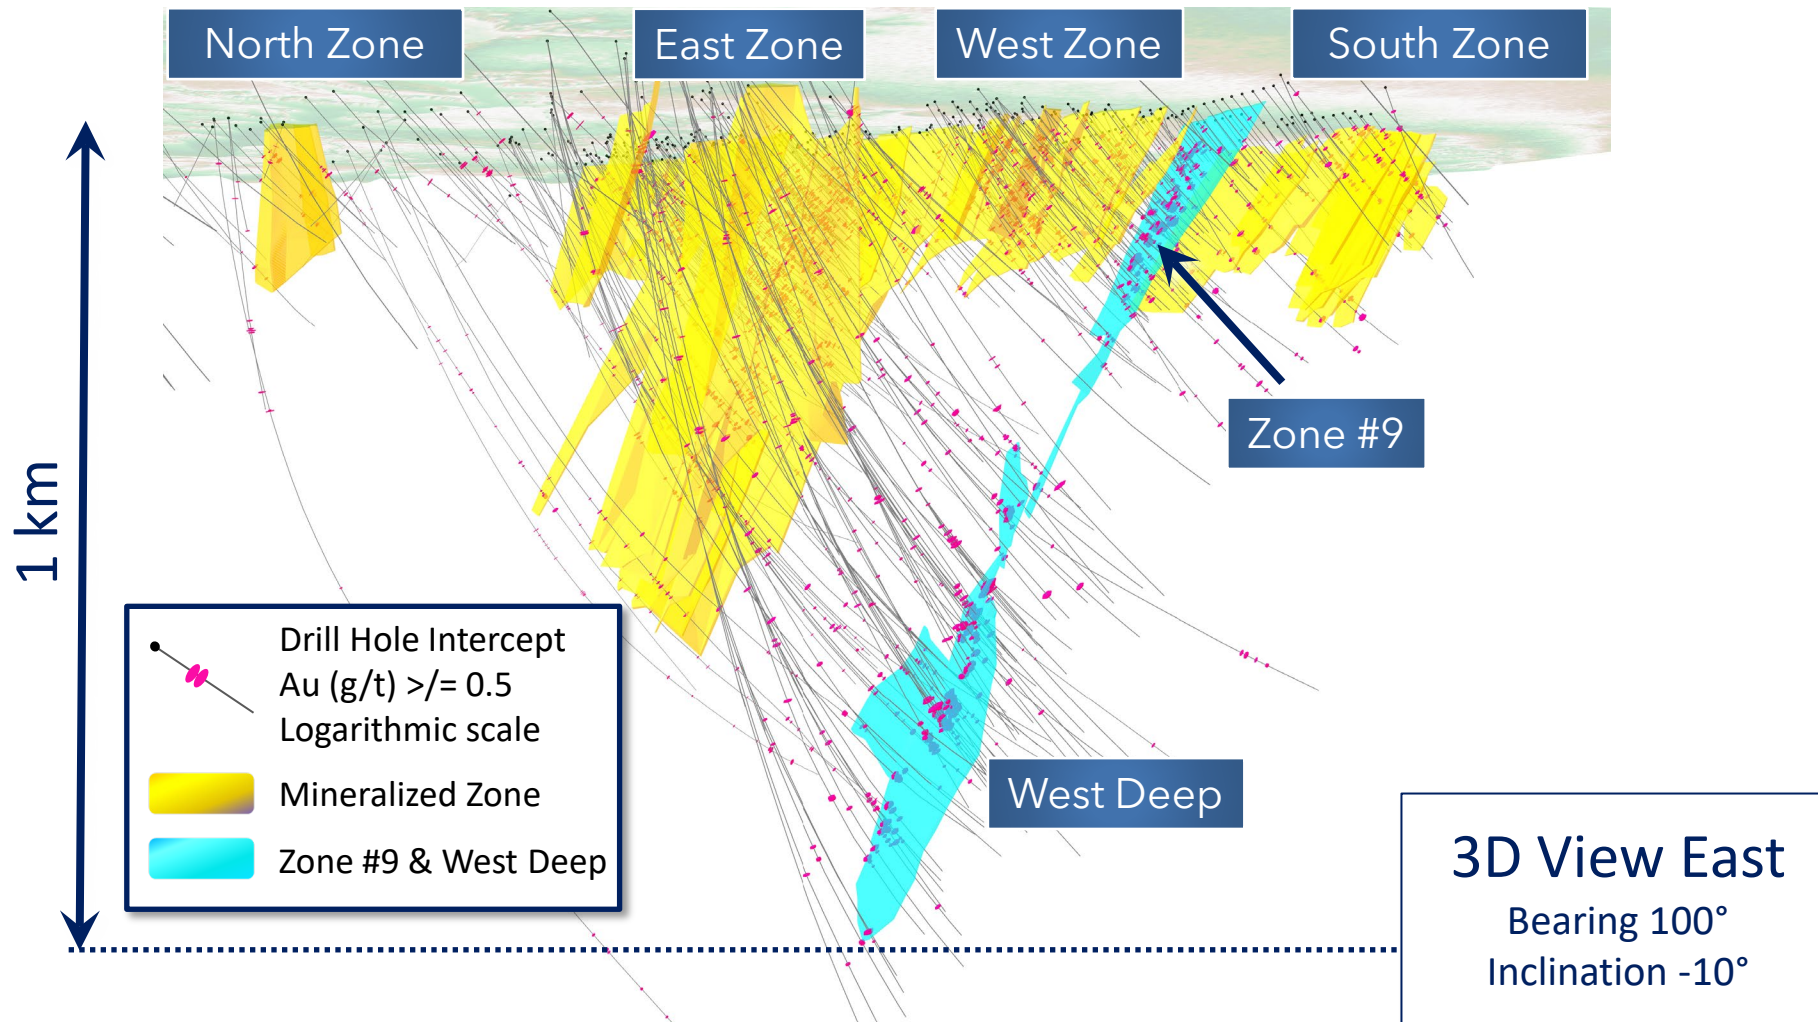 North Zone
East Zone
West Zone
South Zone
Zone #9
1 km
Drill Hole Intercept
Au (g/t) >/= 0.5
Logarithmic scale
Mineralized Zone
Zone #9 & West Deep
West Deep
3D View East
Bearing 100°
Inclination -10°